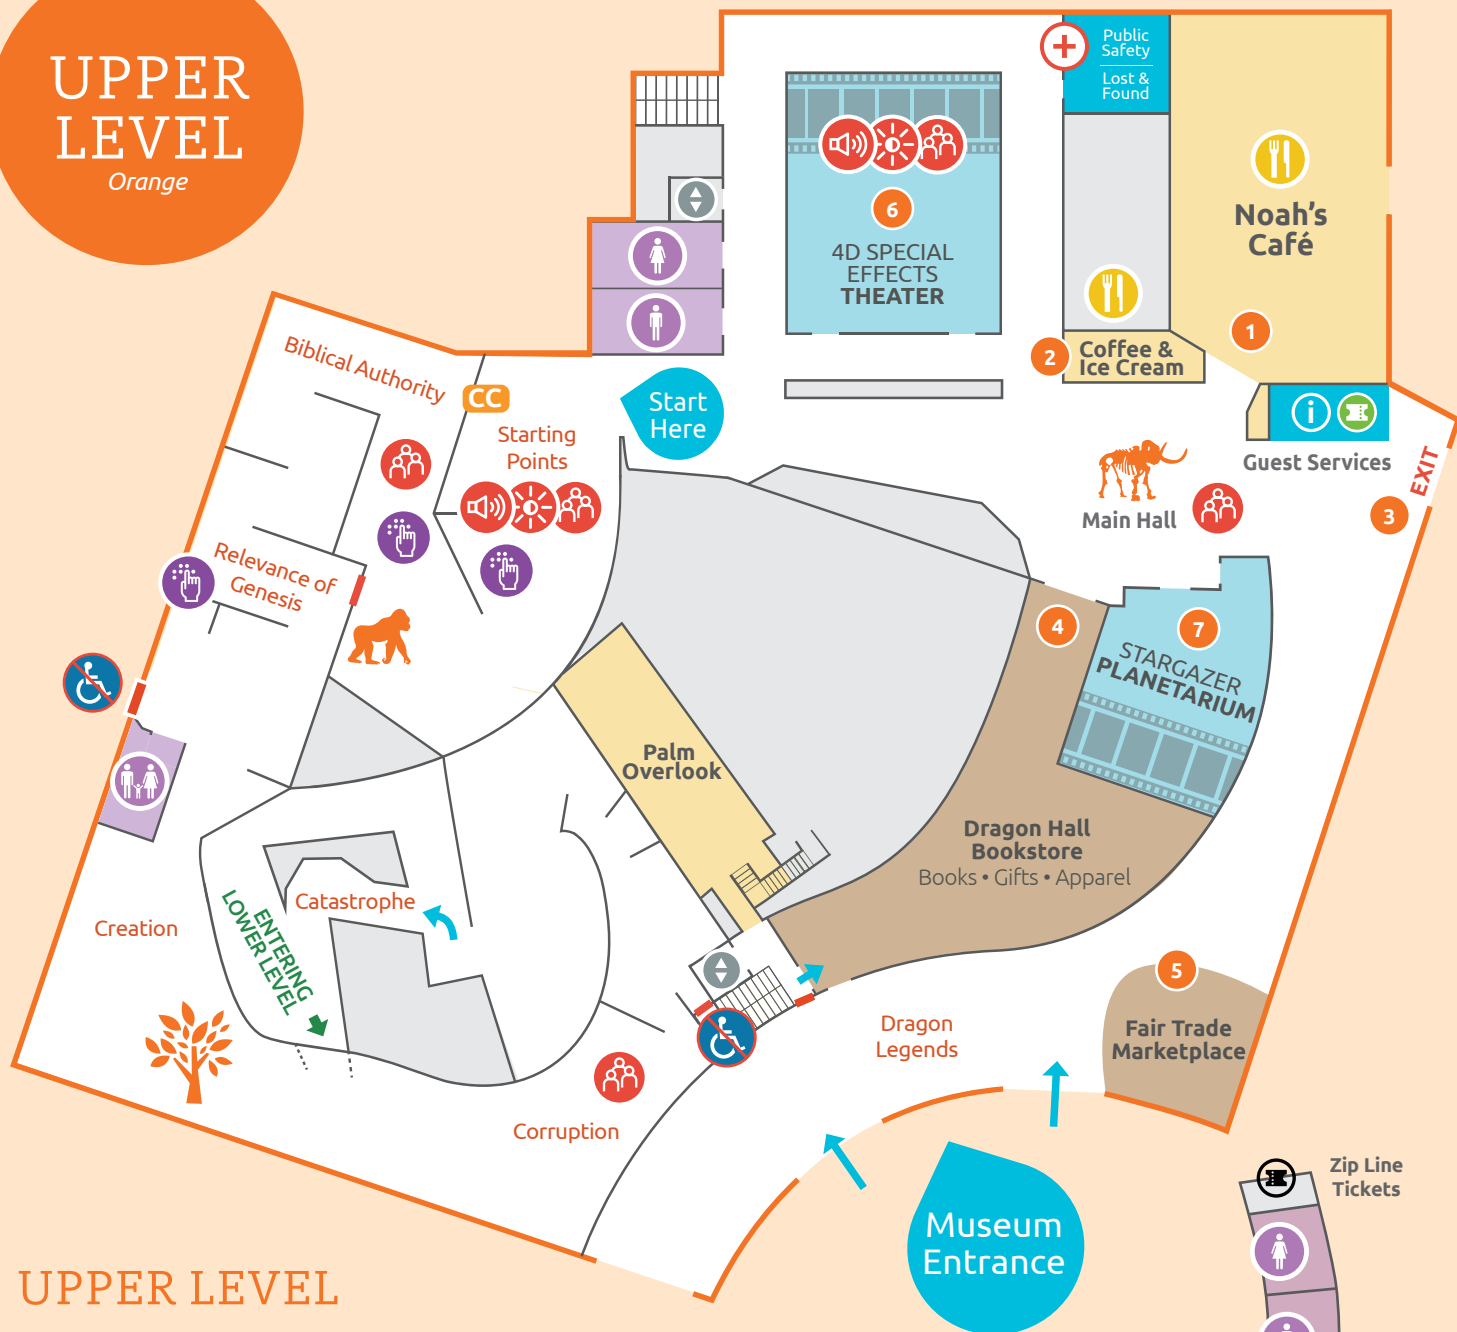 UPPER
LEVEL
Orange
Public
Safety
Lost &
Found
Noah's
Café
6
4D SPECIAL
EFFECTS
THEATER
1
2
Coffee &
Ice Cream
Biblical Authority
CC
Start
Here
Starting
Points
i
Guest Services
EXIT
3
Main Hall
Relevance of
Genesis
4
7
STARGAZER
PLANETARIUM
Palm
Overlook
Dragon Hall
Bookstore
Books • Gifts • Apparel
Catastrophe
ENTERING
LOWER LEVEL
Creation
5
Fair Trade
Marketplace
Dragon
Legends
Corruption
Zip Line
Tickets
Museum
Entrance
UPPER LEVEL